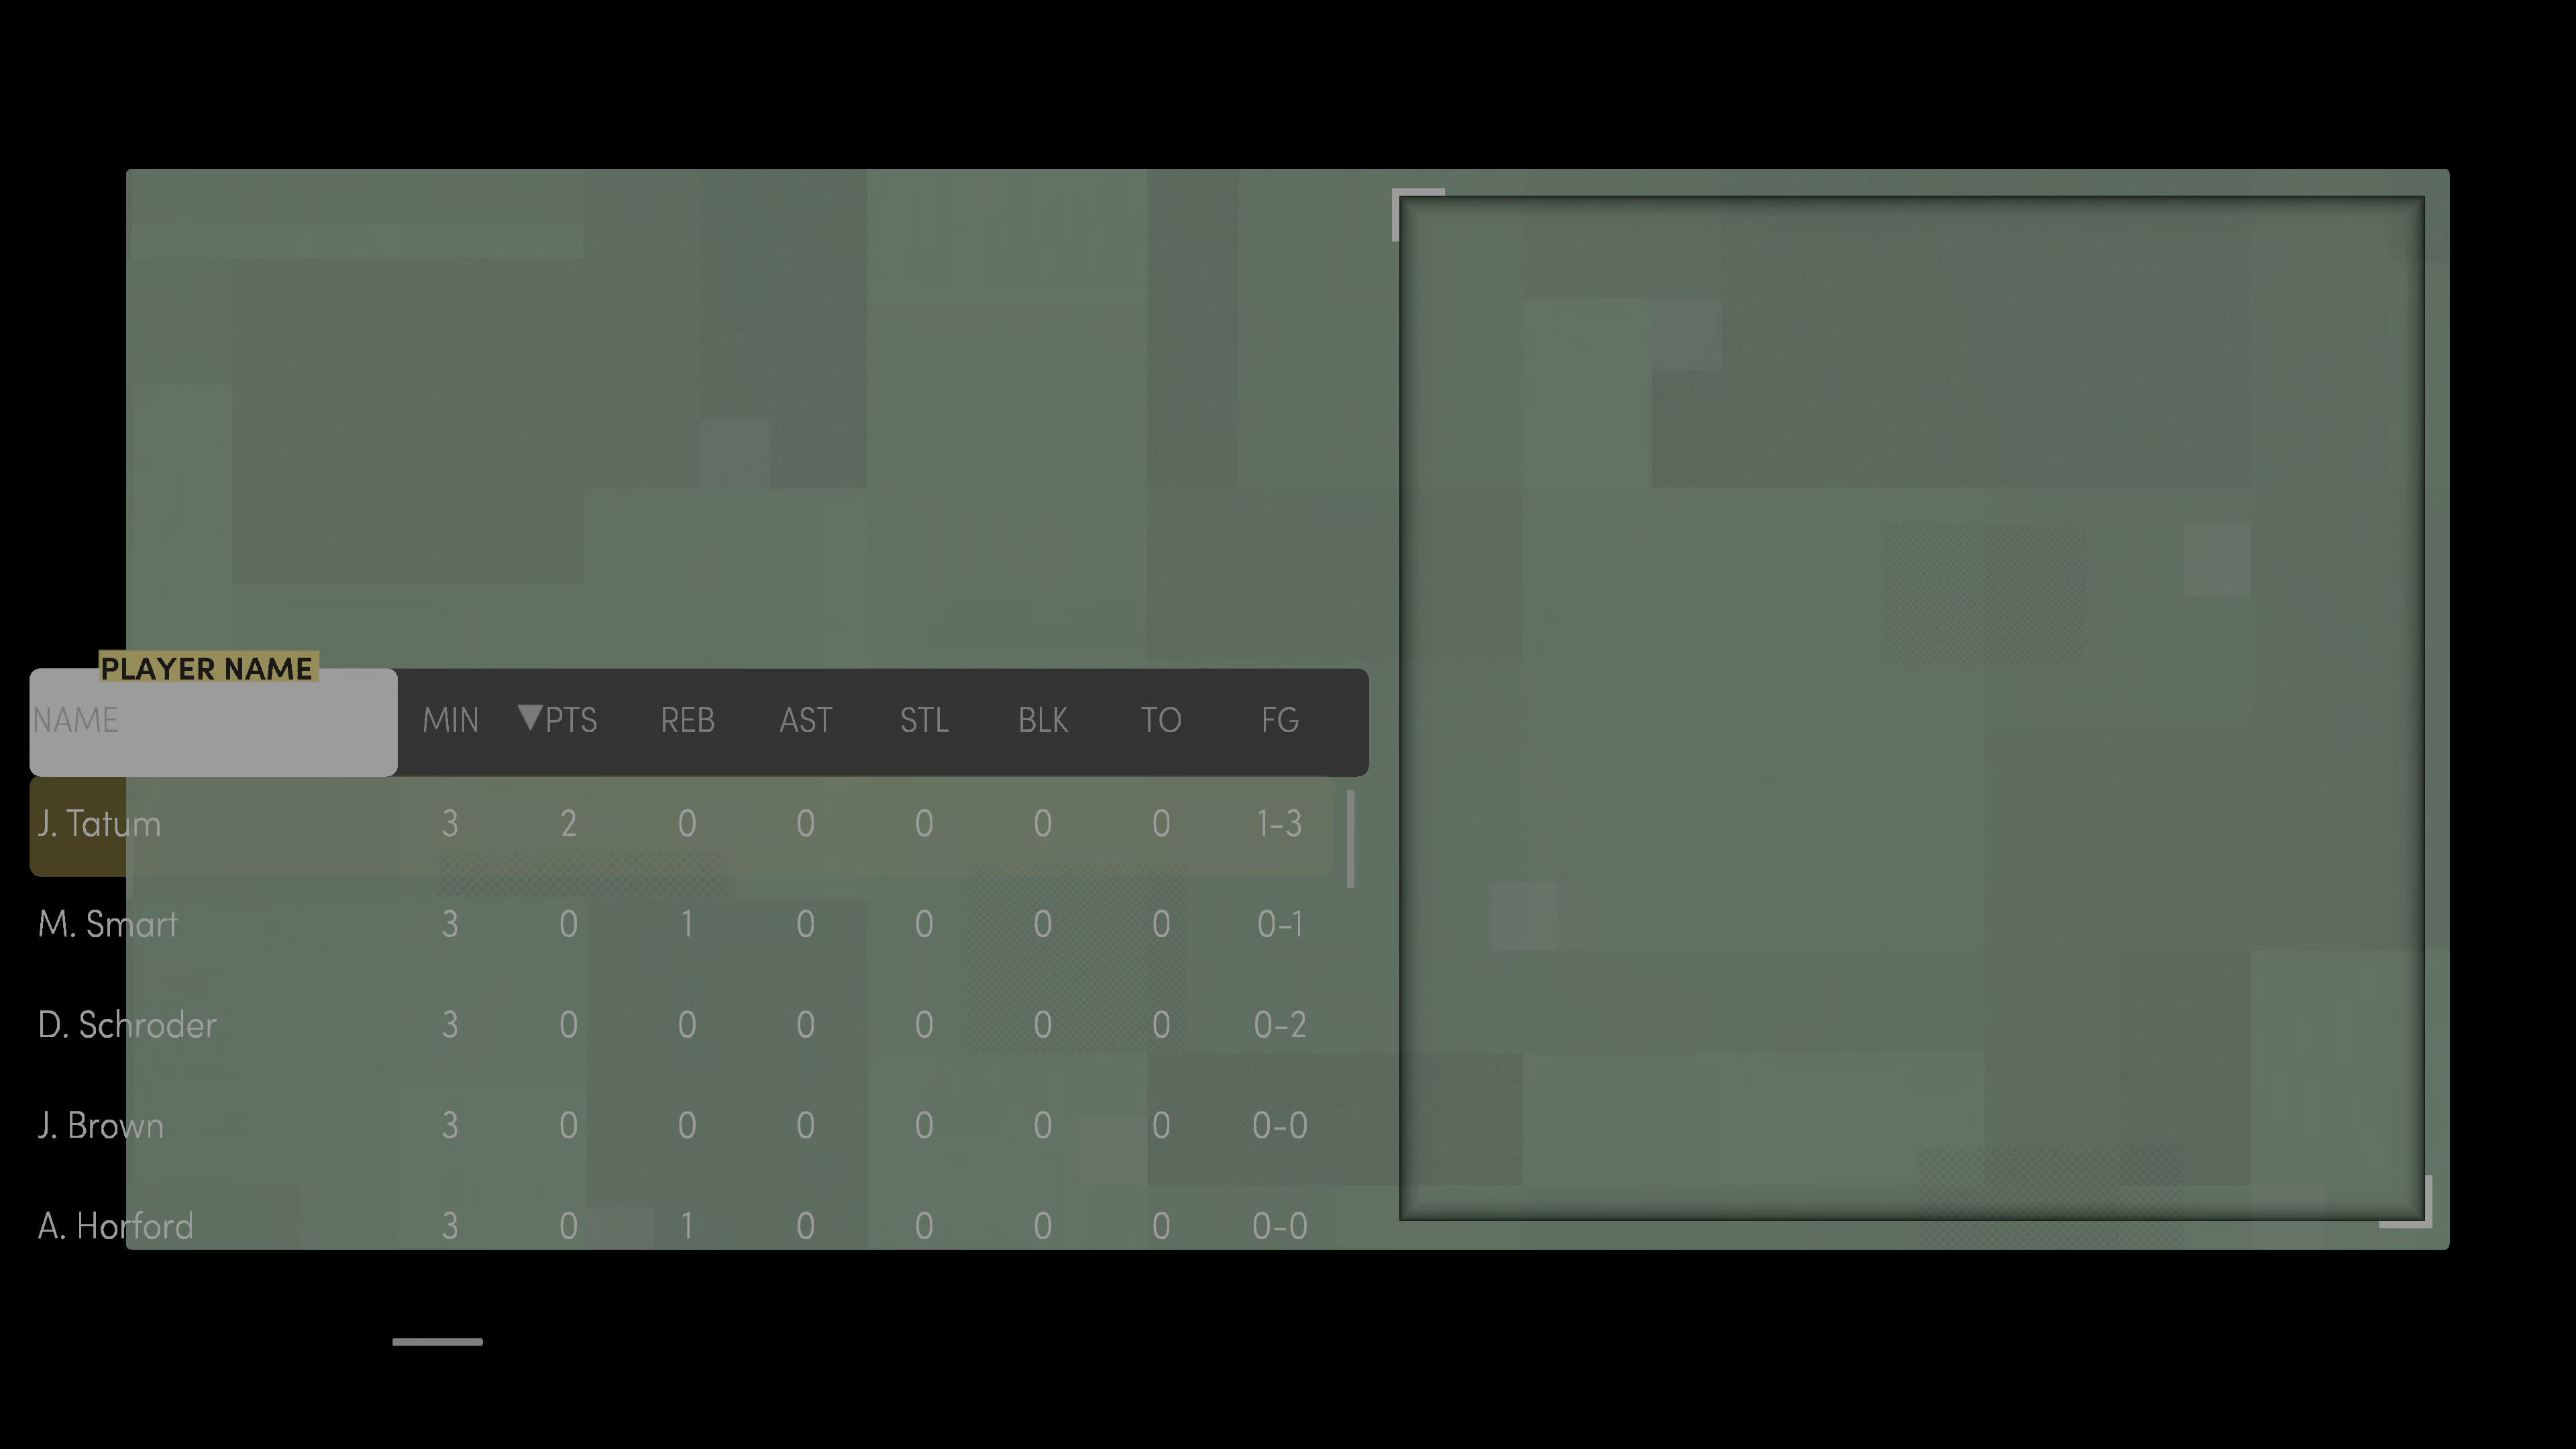 PLAYER NAME
NAME MIN ▼PTS REB AST STL BLK TO FG
J. Tatum 3 2 0 0 0 0 0 1-3
M. Smart 3 0 1 0 0 0 0 0-1
D. Schroder 3 0 0 0 0 0 0 0-2
J. Brown 3 0 0 0 0 0 0 0-0
A. Horford 3 0 1 0 0 0 0 0-0